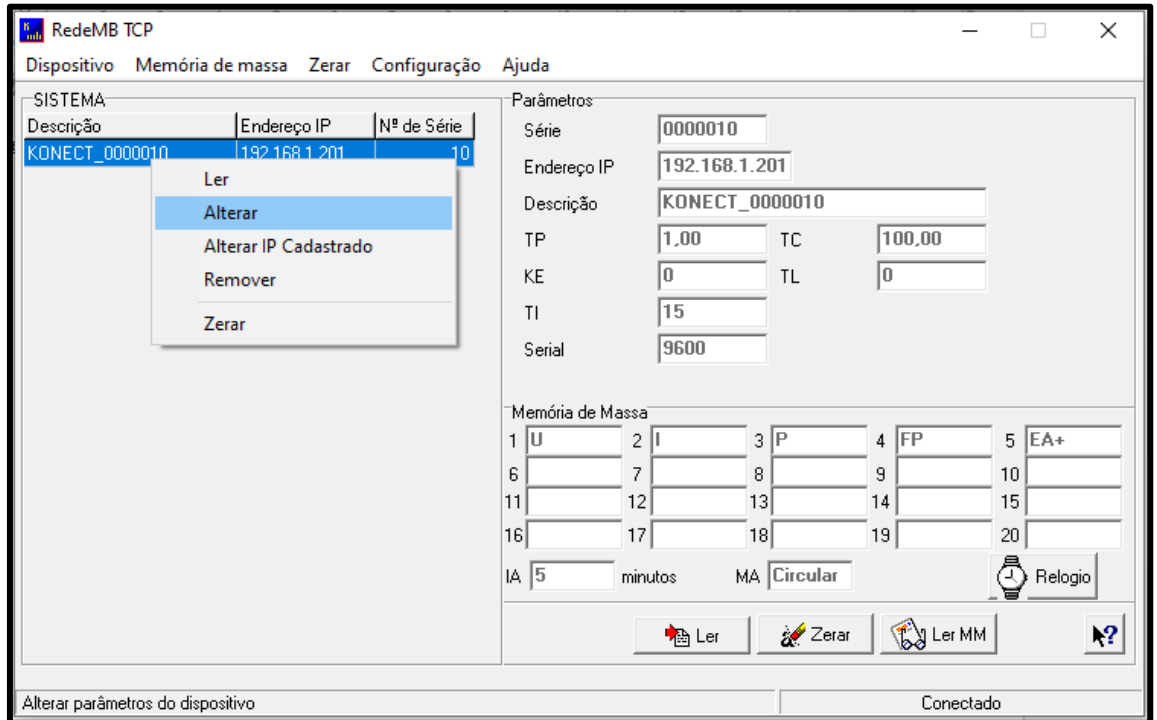 RedeMB TCP
Dispositivo Memória de massa Zerar Configuração Ajuda
SISTEMA
Descrição Endereço IP Nº de Série
KONECT_0000010 192.168.1.201 10
Ler
Alterar
Alterar IP Cadastrado
Remover
Zerar
Parâmetros
Série 0000010
Endereço IP 192.168.1.201
Descrição KONECT_0000010
TP 1,00 TC 100,00
KE 0 TL 0
TI 15
Serial 9600
Memória de Massa
1 U 2 I 3 P 4 FP 5 EA+
6 7 8 9 10
11 12 13 14 15
16 17 18 19 20
IA 5 minutos MA Circular Relogio
Ler Zerar Ler MM ?
Alterar parâmetros do dispositivo Conectado